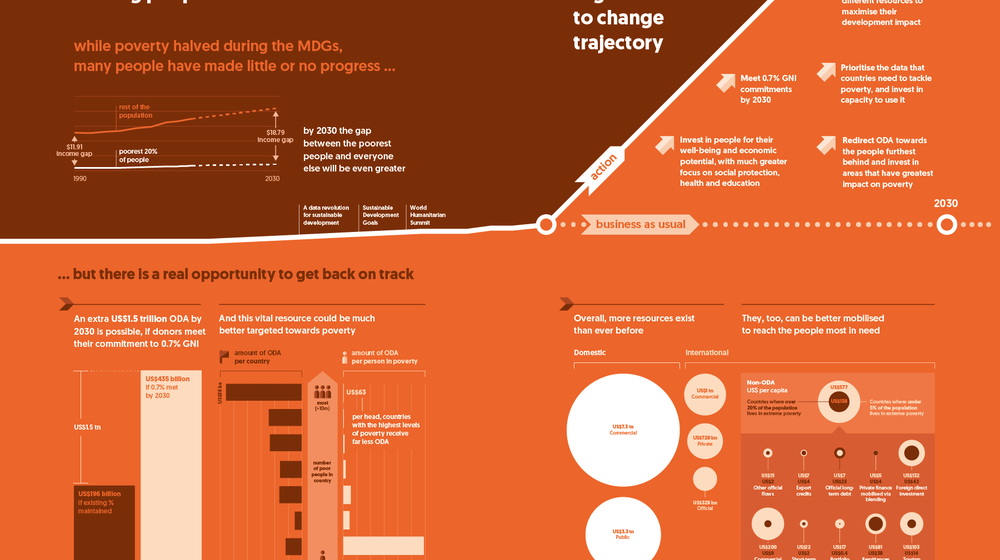 to change
trajectory
while poverty halved during the MDGs,
many people have made little or no progress ...
rest of the
population
$11.91
income gap
$18.79
income gap
poorest 20%
of people
1990
2030
by 2030 the gap
between the poorest
people and everyone
else will be even greater
A data revolution
for sustainable
development
Sustainable
Development
Goals
World
Humanitarian
Summit
different resources to
maximise their
development impact
Meet 0.7% GNI
commitments
by 2030
Prioritise the data that
countries need to tackle
poverty, and invest in
capacity to use it
Invest in people for their
well-being and economic
potential, with much greater
focus on social protection,
health and education
Redirect ODA towards
the people furthest
behind and invest in
areas that have greatest
impact on poverty
action
business as usual
2030
... but there is a real opportunity to get back on track
An extra US$1.5 trillion ODA by
2030 is possible, if donors meet
their commitment to 0.7% GNI
US$435 billion
if 0.7% met
by 2030
US$1.5 tn
US$196 billion
if existing %
maintained
And this vital resource could be much
better targeted towards poverty
amount of ODA
per country
amount of ODA
per person in poverty
most
(>10m)
number
of poor
people in
country
US$63
per head, countries
with the highest levels
of poverty receive
far less ODA
Overall, more resources exist
than ever before
Domestic
International
US$7.3 tn
Commercial
US$3.3 tn
Public
Commercial
US$728 bn
Private
US$328 bn
Official
They, too, can be better mobilised
to reach the people most in need
Non-ODA
US$ per capita
US$577
Countries where over
20% of the population
lives in extreme poverty
Countries where under
5% of the population
lives in extreme poverty
Other official
flows
Export
credits
Official long-
term debt
Private finance
mobilised via
blending
US$132
US$43
Foreign direct
investment
US$200
US$12
US$17
US$81
US$103